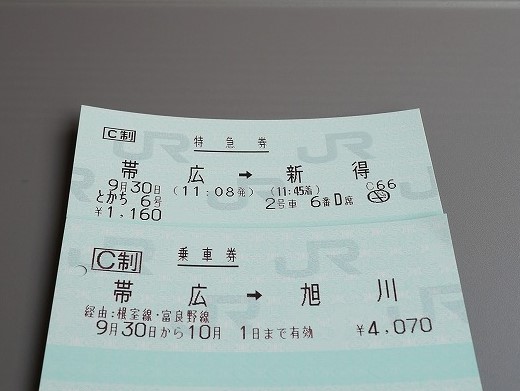 C制 特急券
帯広 → 新得
9月30日 (11:08発) (11:45着) C66
とかち 6号 2号車 6番D席
¥1,160
C制 乗車券
帯広 → 旭川
経由:根室線・富良野線
9月30日から10月 1日まで有効 ¥4,070
JR